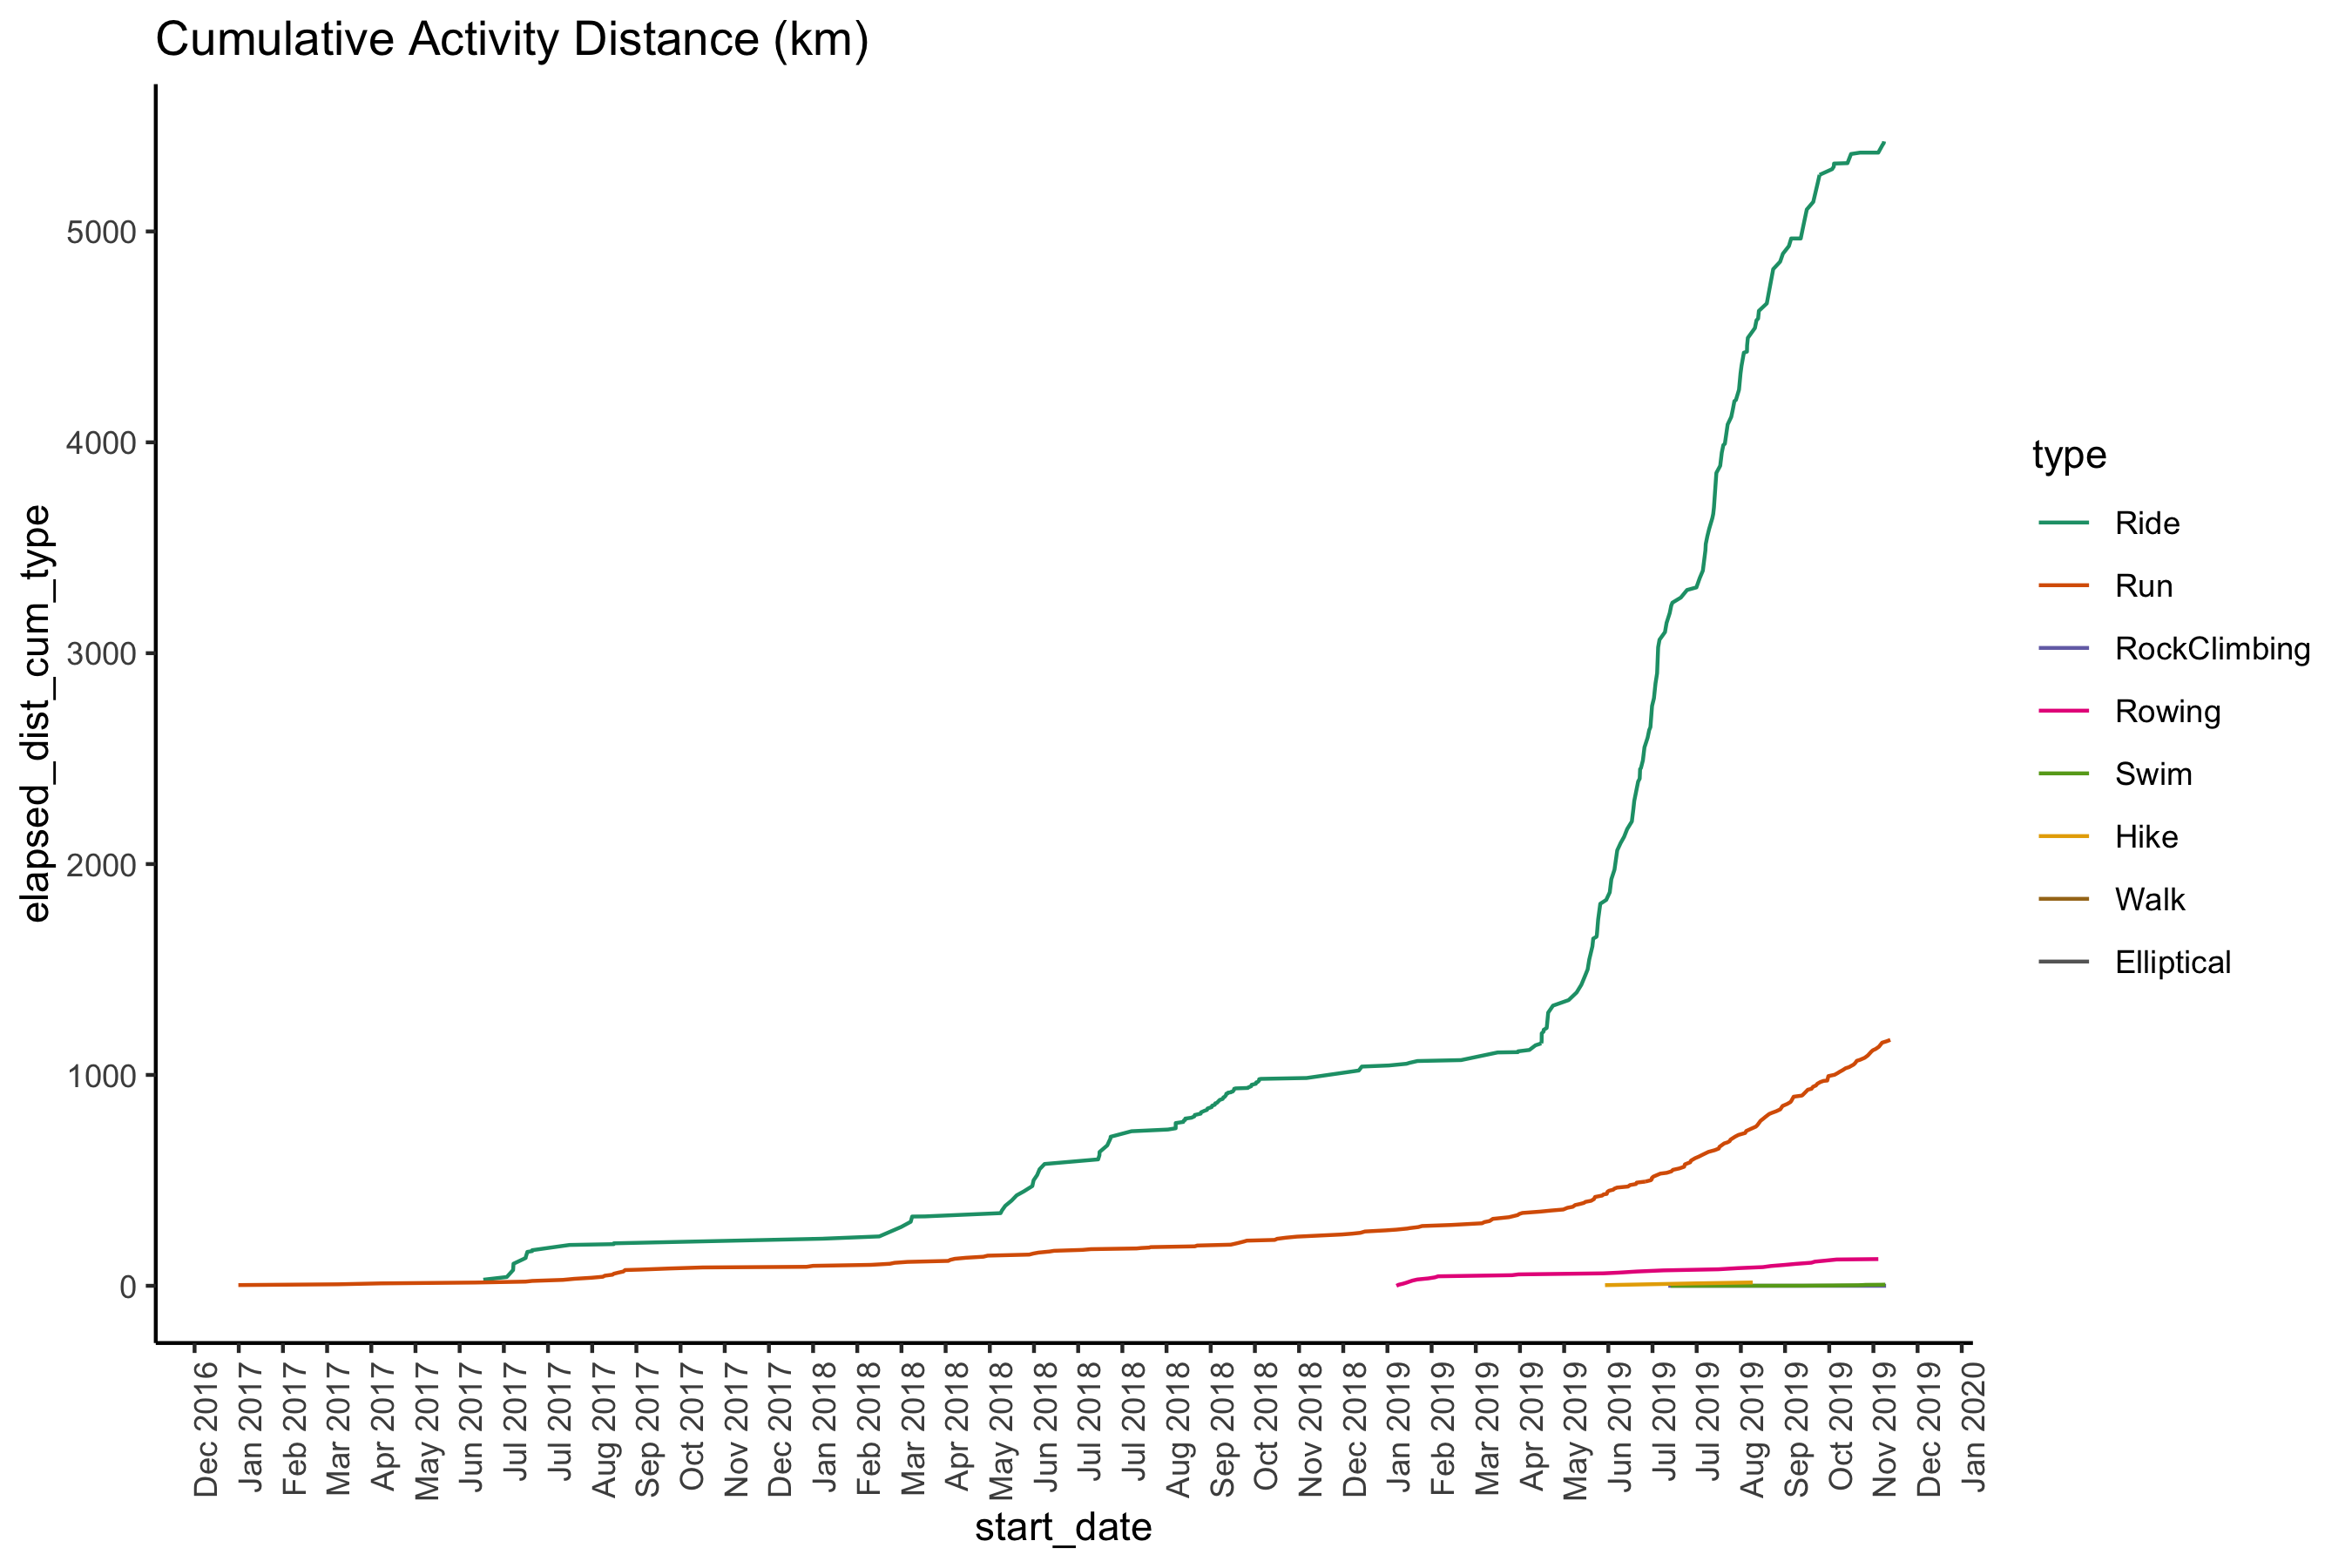 Cumulative Activity Distance (km)
elapsed_dist_cum_type
5000
4000
3000
2000
1000
0
Dec 2016
Jan 2017
Feb 2017
Mar 2017
Apr 2017
May 2017
Jun 2017
Jul 2017
Jul 2017
Aug 2017
Sep 2017
Oct 2017
Nov 2017
Dec 2017
Jan 2018
Feb 2018
Mar 2018
Apr 2018
May 2018
Jun 2018
Jul 2018
Jul 2018
Aug 2018
Sep 2018
Oct 2018
Nov 2018
Dec 2018
Jan 2019
Feb 2019
Mar 2019
Apr 2019
May 2019
Jun 2019
Jul 2019
Jul 2019
Aug 2019
Sep 2019
Oct 2019
Nov 2019
Dec 2019
Jan 2020
start_date
type
Ride
Run
RockClimbing
Rowing
Swim
Hike
Walk
Elliptical